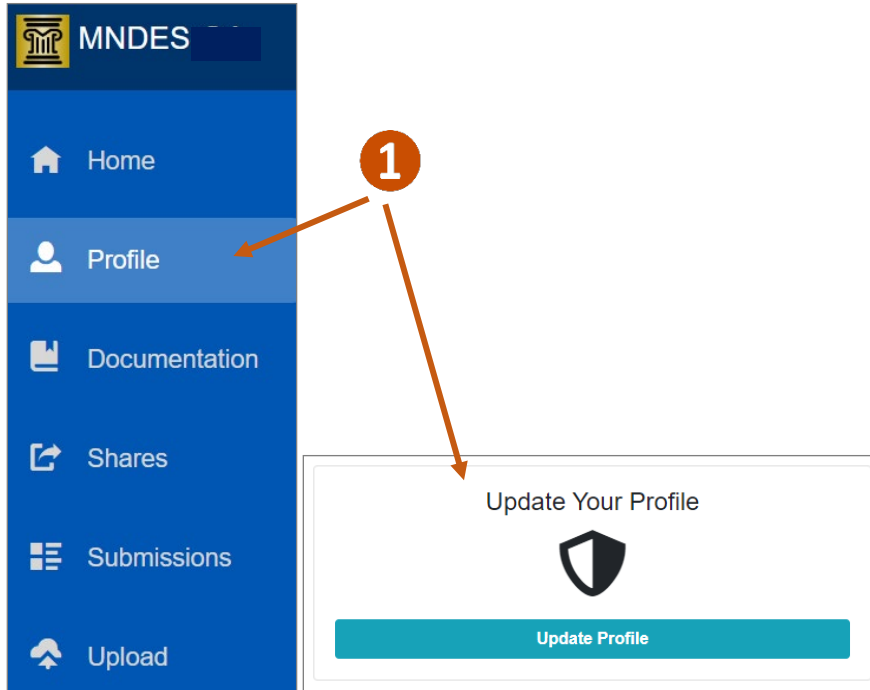 MNDES
Home
1
Profile
Documentation
Shares
Submissions
Upload
Update Your Profile
Update Profile